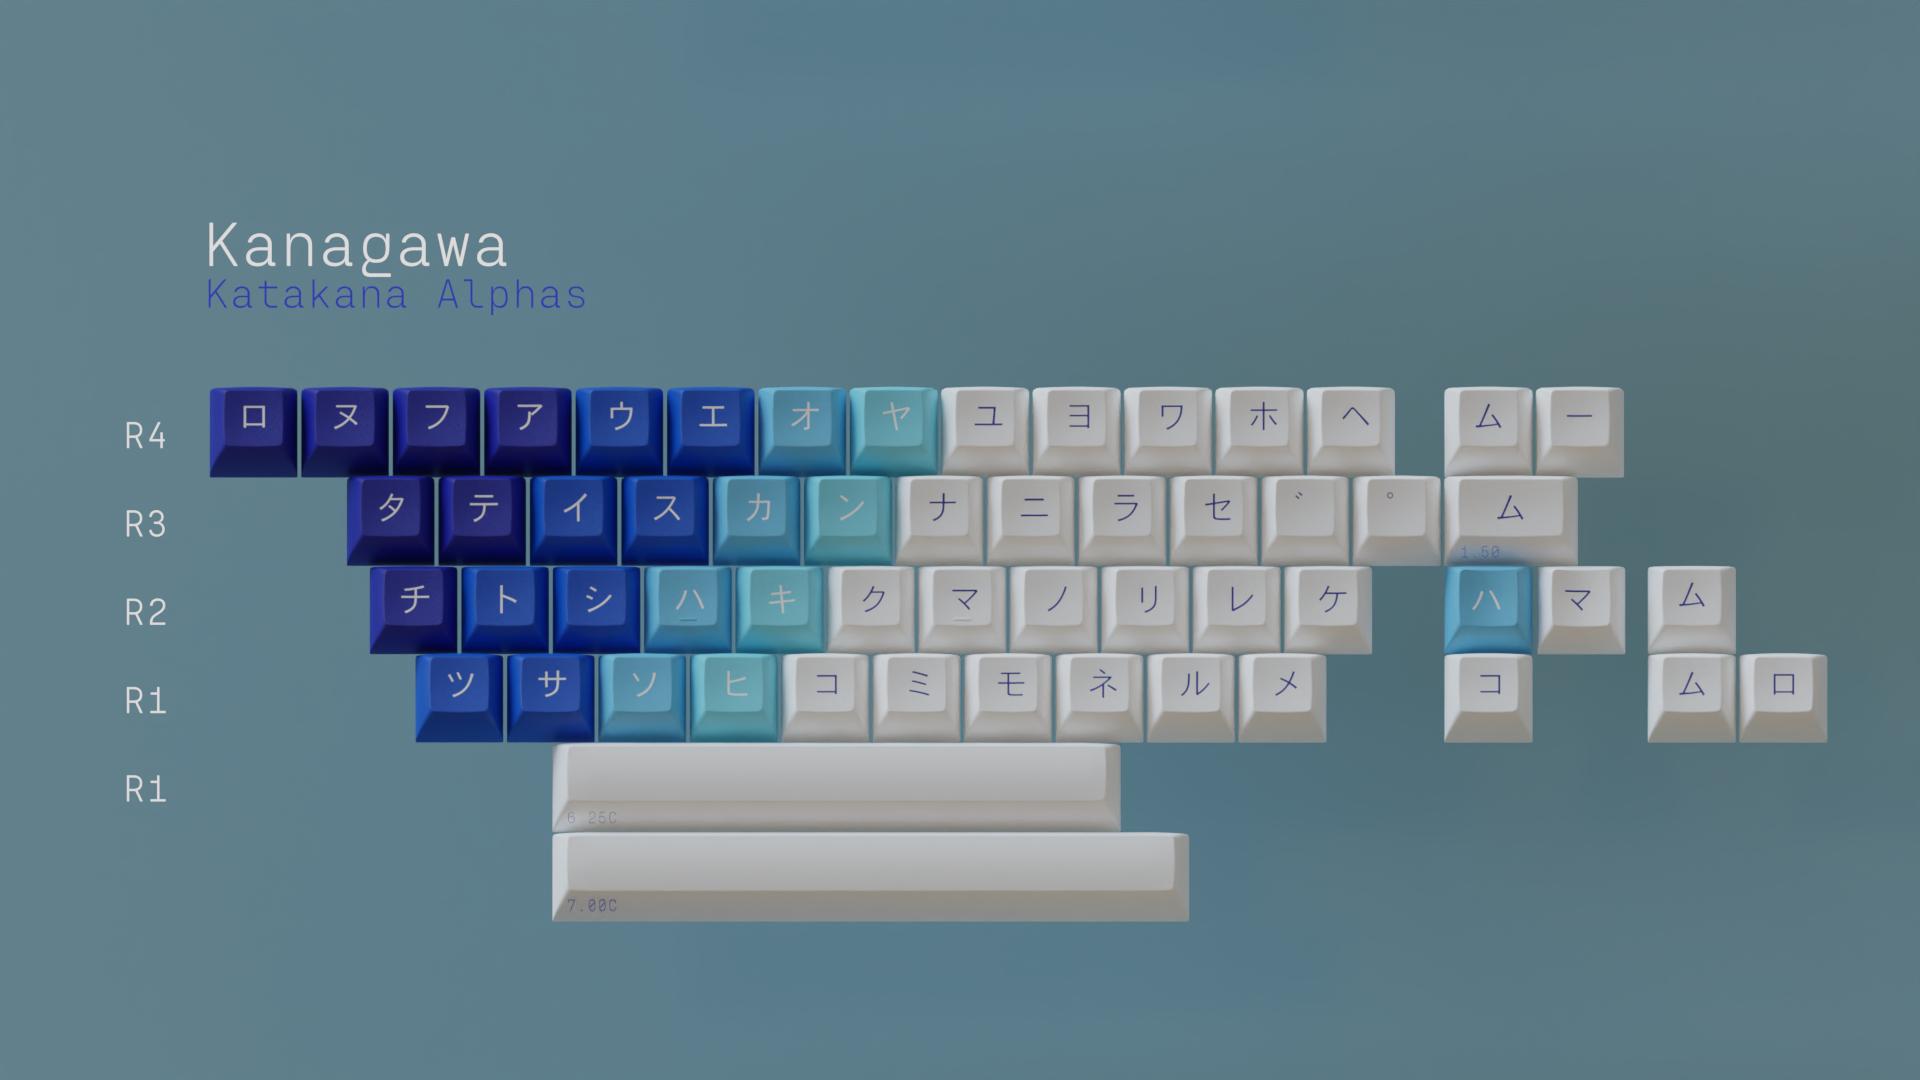 Kanagawa
Katakana Alphas
R4 ロ ヌ フ ア ウ エ オ ヤ ユ ヨ ワ ホ ヘ ム ー
R3 タ テ イ ス カ ン ナ ニ ラ セ ゛ ゜ ム
1.50
R2 チ ト シ ハ キ ク マ ノ リ レ ケ ハ マ ム
R1 ツ サ ソ ヒ コ ミ モ ネ ル メ コ ム ロ
R1
6 25C
7.00C